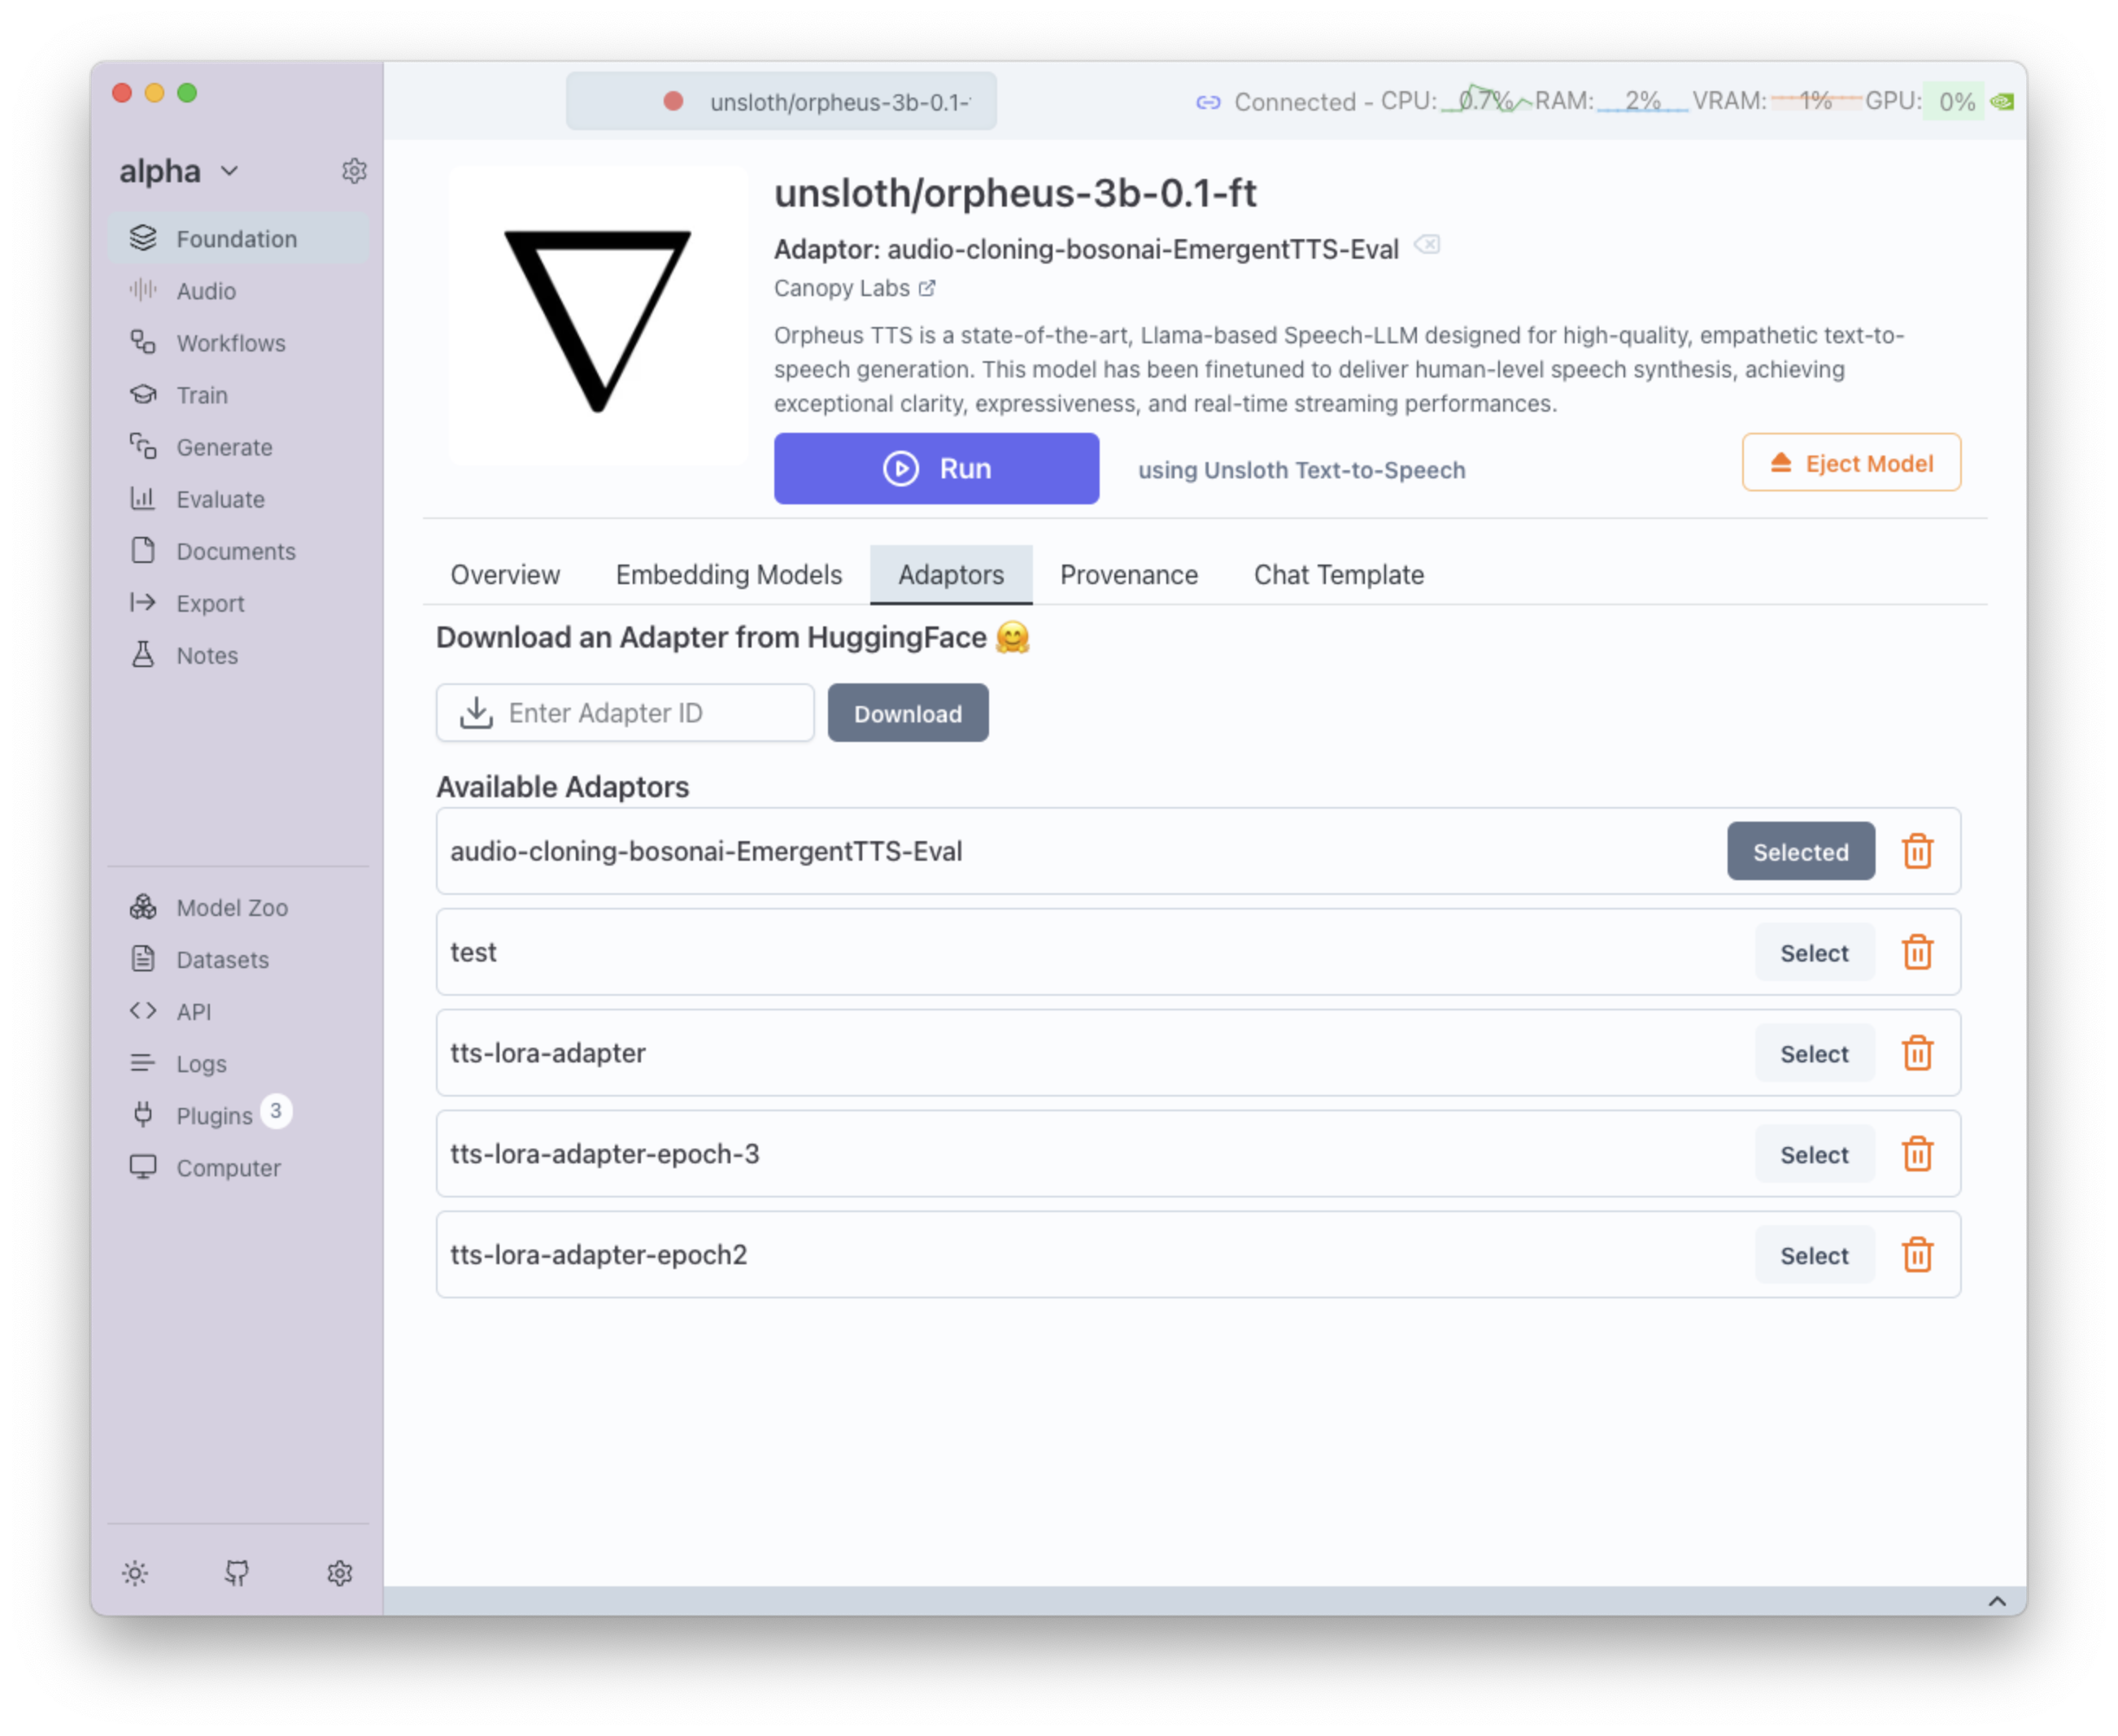 unsloth/orpheus-3b-0.1-
Connected - CPU: 0.7% RAM: 2% VRAM: 1% GPU: 0%
alpha
Foundation
Audio
Workflows
Train
Generate
Evaluate
Documents
Export
Notes
Model Zoo
Datasets
API
Logs
Plugins 3
Computer
unsloth/orpheus-3b-0.1-ft
Adaptor: audio-cloning-bosonai-EmergentTTS-Eval
Canopy Labs
Orpheus TTS is a state-of-the-art, Llama-based Speech-LLM designed for high-quality, empathetic text-to-
speech generation. This model has been finetuned to deliver human-level speech synthesis, achieving
exceptional clarity, expressiveness, and real-time streaming performances.
Run
using Unsloth Text-to-Speech
Eject Model
Overview Embedding Models Adaptors Provenance Chat Template
Download an Adapter from HuggingFace 🤗
Enter Adapter ID
Download
Available Adaptors
audio-cloning-bosonai-EmergentTTS-Eval Selected
test Select
tts-lora-adapter Select
tts-lora-adapter-epoch-3 Select
tts-lora-adapter-epoch2 Select